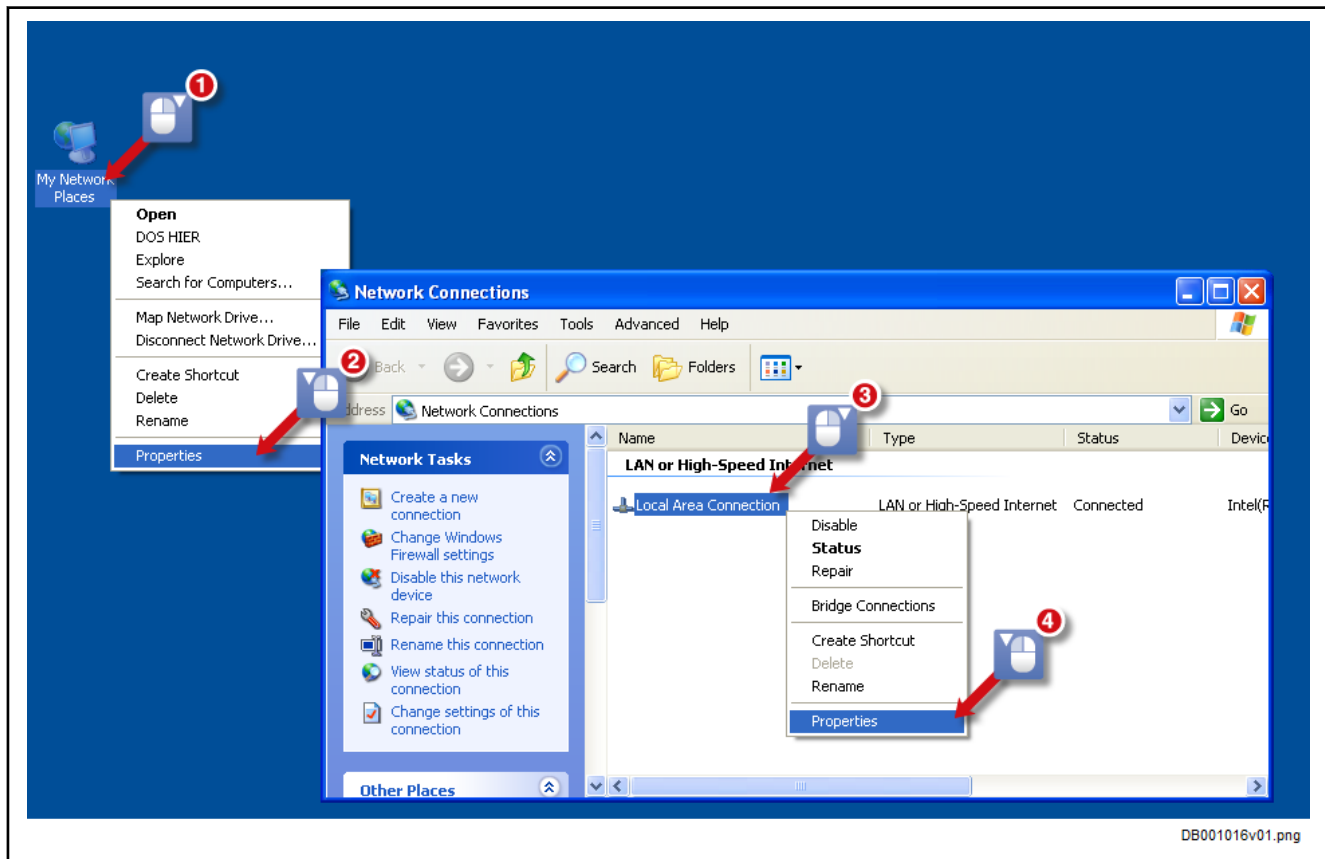 1
My Network
Places
Open
DOS HIER
Explore
Search for Computers...
Map Network Drive...
Disconnect Network Drive...
Create Shortcut
Delete
Rename
Properties
2
Network Connections
File Edit View Favorites Tools Advanced Help
Back Search Folders
ddress Network Connections Go
Network Tasks
Create a new
connection
Change Windows
Firewall settings
Disable this network
device
Repair this connection
Rename this connection
View status of this
connection
Change settings of this
connection
Other Places
3
Name Type Status Devic
LAN or High-Speed Internet
Local Area Connection LAN or High-Speed Internet Connected Intel(R
Disable
Status
Repair
Bridge Connections
Create Shortcut
Delete
Rename
Properties
4
DB001016v01.png